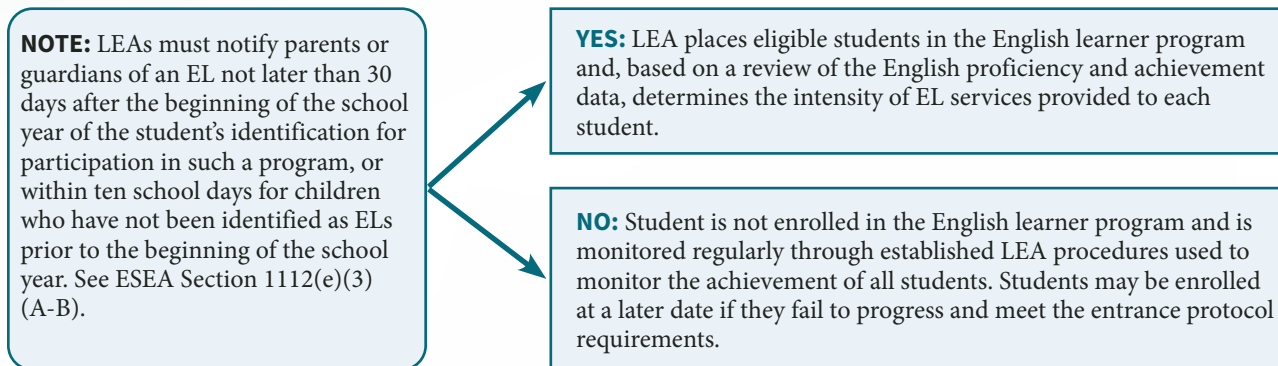 NOTE: LEAs must notify parents or
guardians of an EL not later than 30
days after the beginning of the school
year of the student's identification for
participation in such a program, or
within ten school days for children
who have not been identified as ELs
prior to the beginning of the school
year. See ESEA Section 1112(e)(3)
(A-B).
YES: LEA places eligible students in the English learner program
and, based on a review of the English proficiency and achievement
data, determines the intensity of EL services provided to each
student.
NO: Student is not enrolled in the English learner program and is
monitored regularly through established LEA procedures used to
monitor the achievement of all students. Students may be enrolled
at a later date if they fail to progress and meet the entrance protocol
requirements.